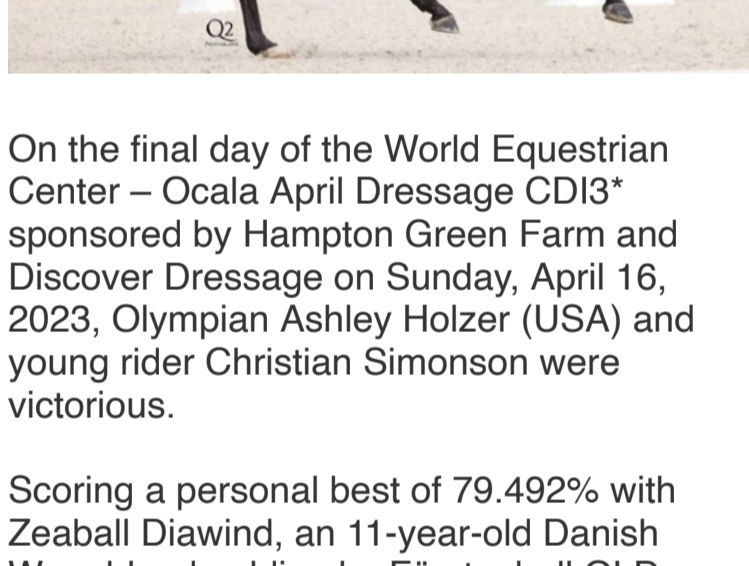 Q2
On the final day of the World Equestrian
Center – Ocala April Dressage CDI3*
sponsored by Hampton Green Farm and
Discover Dressage on Sunday, April 16,
2023, Olympian Ashley Holzer (USA) and
young rider Christian Simonson were
victorious.
Scoring a personal best of 79.492% with
Zeaball Diawind, an 11-year-old Danish